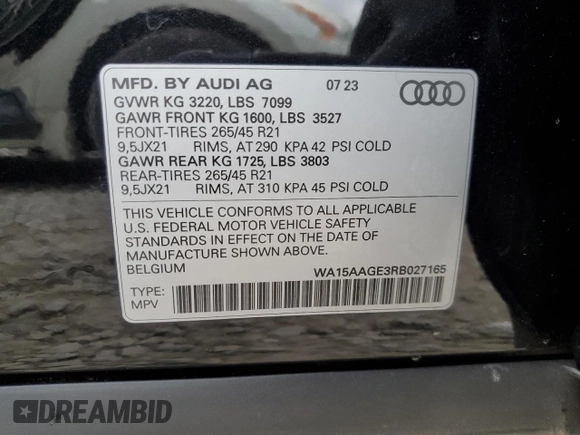 MFD. BY AUDI AG 07 23
GVWR KG 3220, LBS 7099
GAWR FRONT KG 1600, LBS 3527
FRONT-TIRES 265/45 R21
9,5JX21 RIMS, AT 290 KPA 42 PSI COLD
GAWR REAR KG 1725, LBS 3803
REAR-TIRES 265/45 R21
9,5JX21 RIMS, AT 310 KPA 45 PSI COLD
THIS VEHICLE CONFORMS TO ALL APPLICABLE
U.S. FEDERAL MOTOR VEHICLE SAFETY
STANDARDS IN EFFECT ON THE DATE OF
MANUFACTURE SHOWN ABOVE.
BELGIUM WA15AAGE3RB027165
TYPE:
MPV
DREAMBID